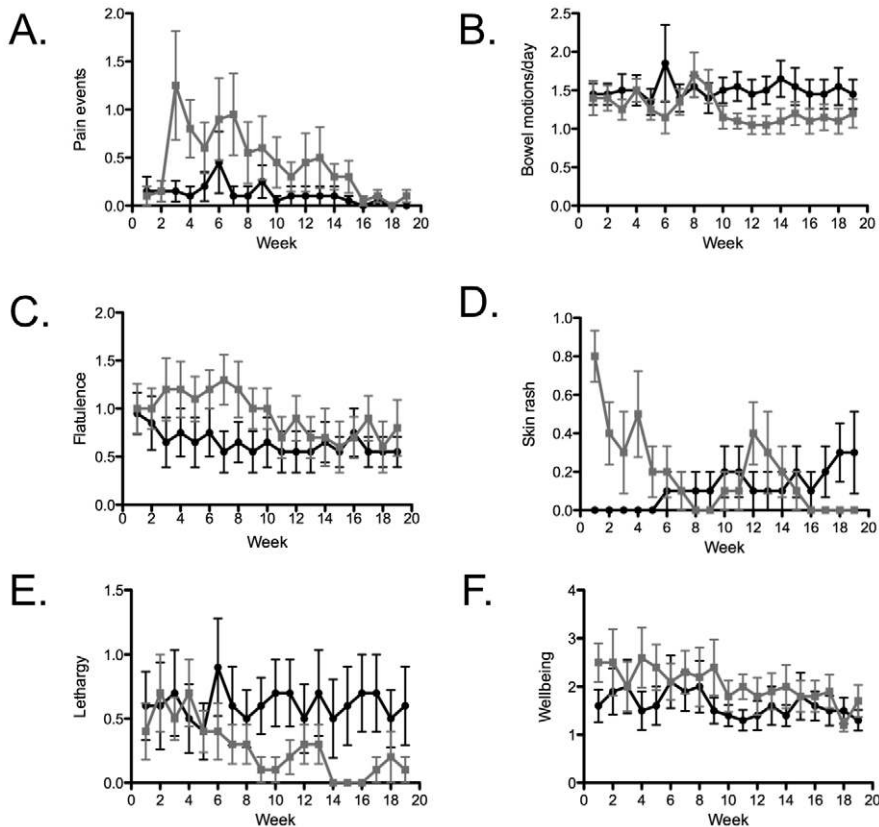 A.
Pain events
2.0
1.5
1.0
0.5
0.0
0 2 4 6 8 10 12 14 16 18 20
Week
B.
Bowel motions/day
2.5
2.0
1.5
1.0
0.5
0.0
0 2 4 6 8 10 12 14 16 18 20
Week
C.
Flatulence
2.0
1.5
1.0
0.5
0.0
0 2 4 6 8 10 12 14 16 18 20
Week
D.
Skin rash
1.0
0.8
0.6
0.4
0.2
0.0
0 2 4 6 8 10 12 14 16 18 20
Week
E.
Lethargy
1.5
1.0
0.5
0.0
0 2 4 6 8 10 12 14 16 18 20
Week
F.
Wellbeing
4
3
2
1
0
0 2 4 6 8 10 12 14 16 18 20
Week